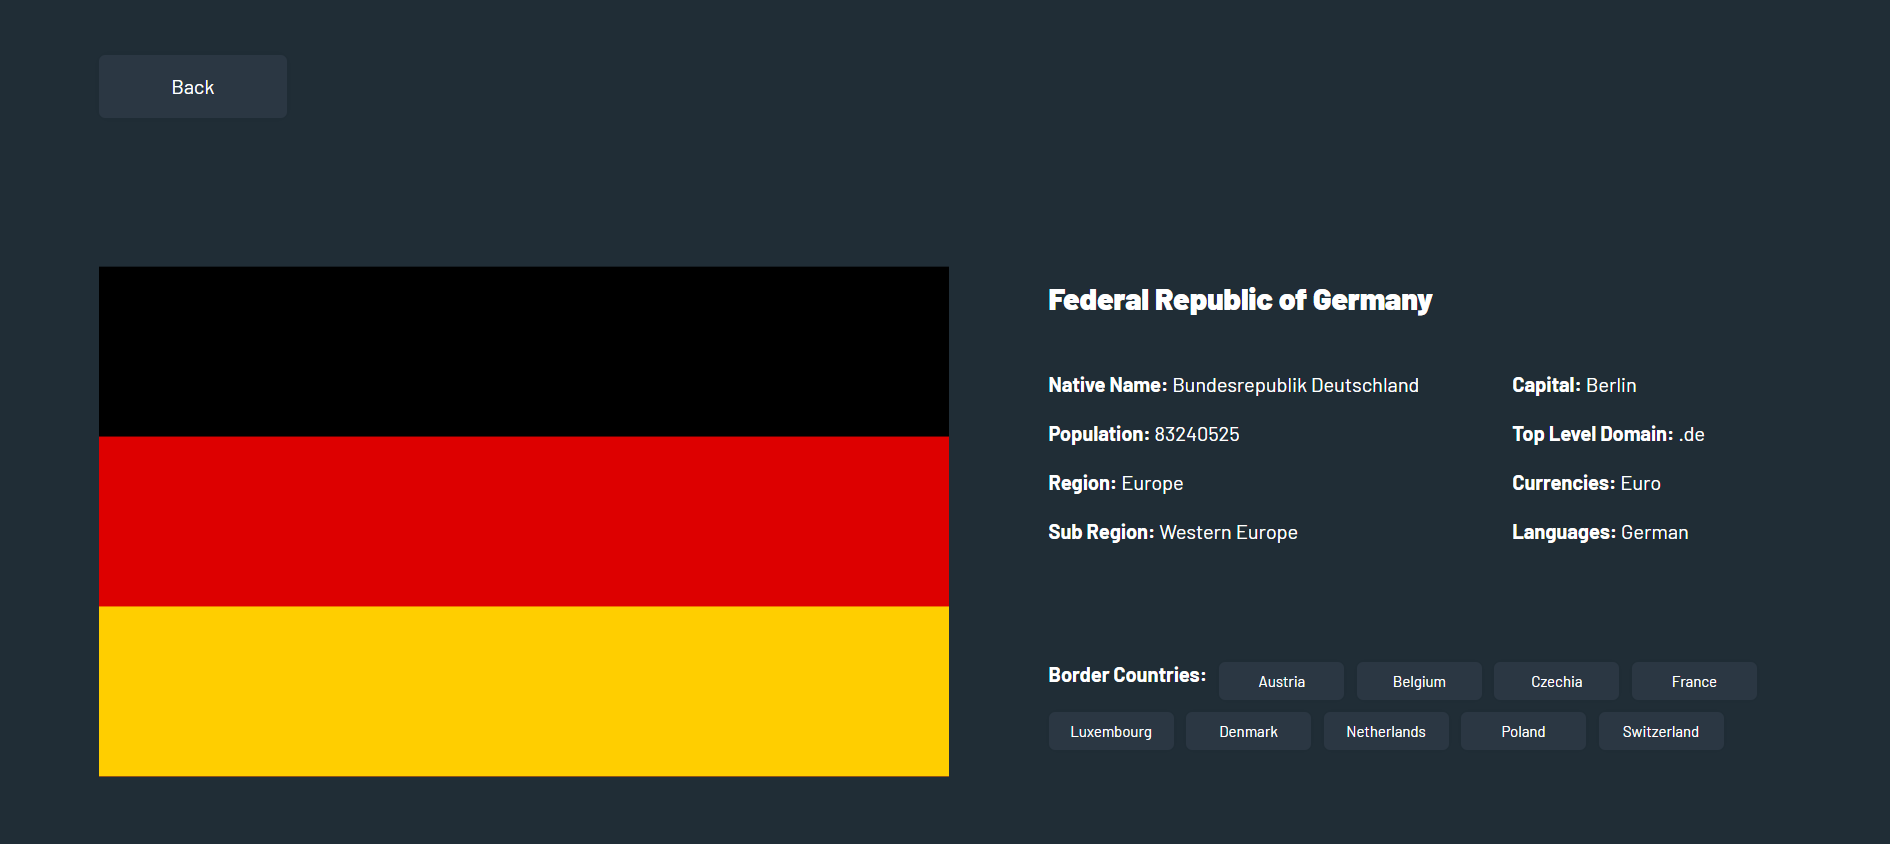 Back
Federal Republic of Germany
Native Name: Bundesrepublik Deutschland
Population: 83240525
Region: Europe
Sub Region: Western Europe
Capital: Berlin
Top Level Domain: .de
Currencies: Euro
Languages: German
Border Countries: Austria Belgium Czechia France
Luxembourg Denmark Netherlands Poland Switzerland